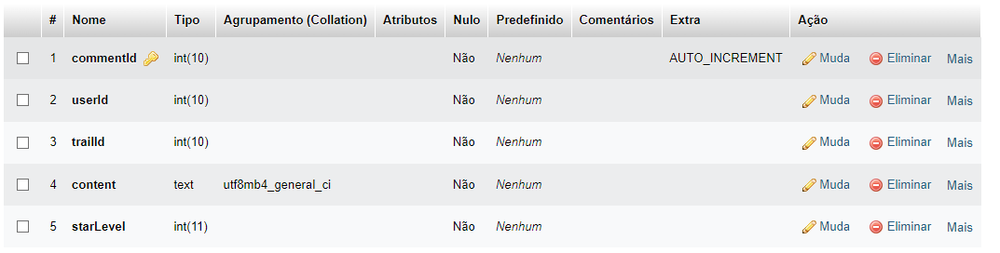 # Nome Tipo Agrupamento (Collation) Atributos Nulo Predefinido Comentários Extra Ação
1 commentId int(10) Não Nenhum AUTO_INCREMENT Muda Eliminar Mais
2 userId int(10) Não Nenhum Muda Eliminar Mais
3 trailId int(10) Não Nenhum Muda Eliminar Mais
4 content text utf8mb4_general_ci Não Nenhum Muda Eliminar Mais
5 starLevel int(11) Não Nenhum Muda Eliminar Mais